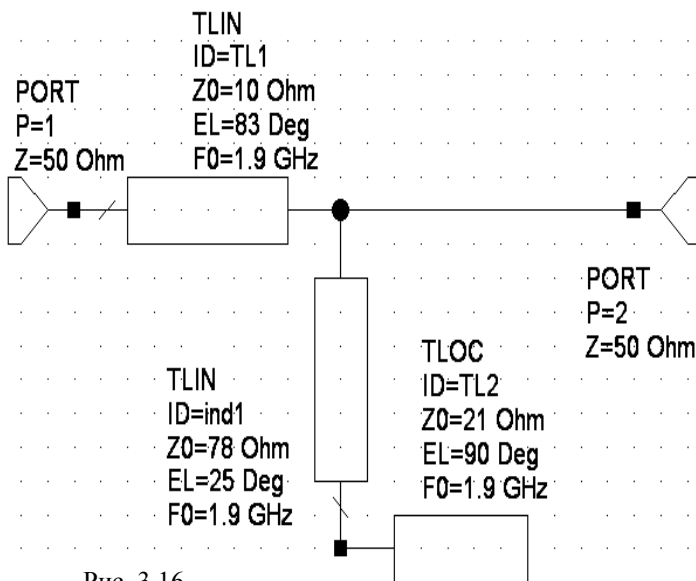 TLIN
ID=TL1
Z0=10 Ohm
EL=83 Deg
F0=1.9 GHz
PORT
P=1
Z=50 Ohm
PORT
P=2
Z=50 Ohm
TLIN
ID=ind1
Z0=78 Ohm
EL=25 Deg
F0=1.9 GHz
TLOC
ID=TL2
Z0=21 Ohm
EL=90 Deg
F0=1.9 GHz
Рис. 3.16